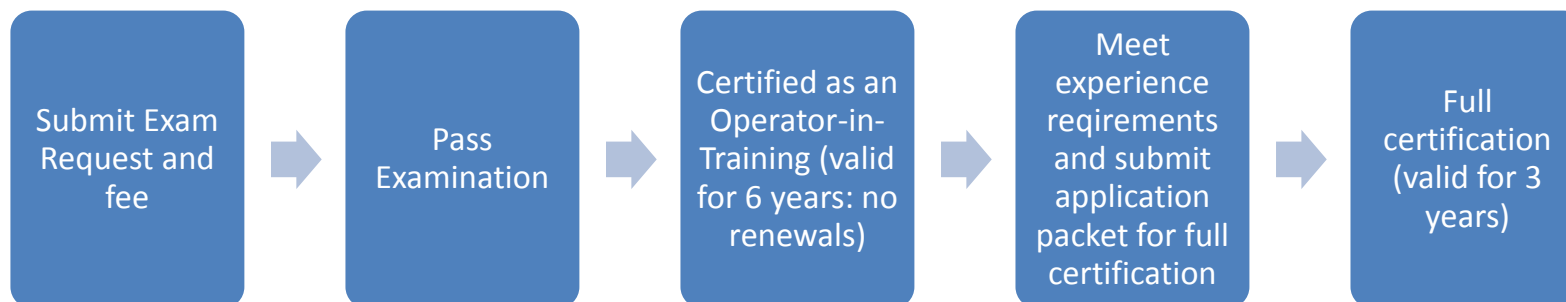 Submit Exam
Request and
fee
Pass
Examination
Certified as an
Operator-in-
Training (valid
for 6 years: no
renewals)
Meet
experience
reqirements
and submit
application
packet for full
certification
Full
certification
(valid for 3
years)